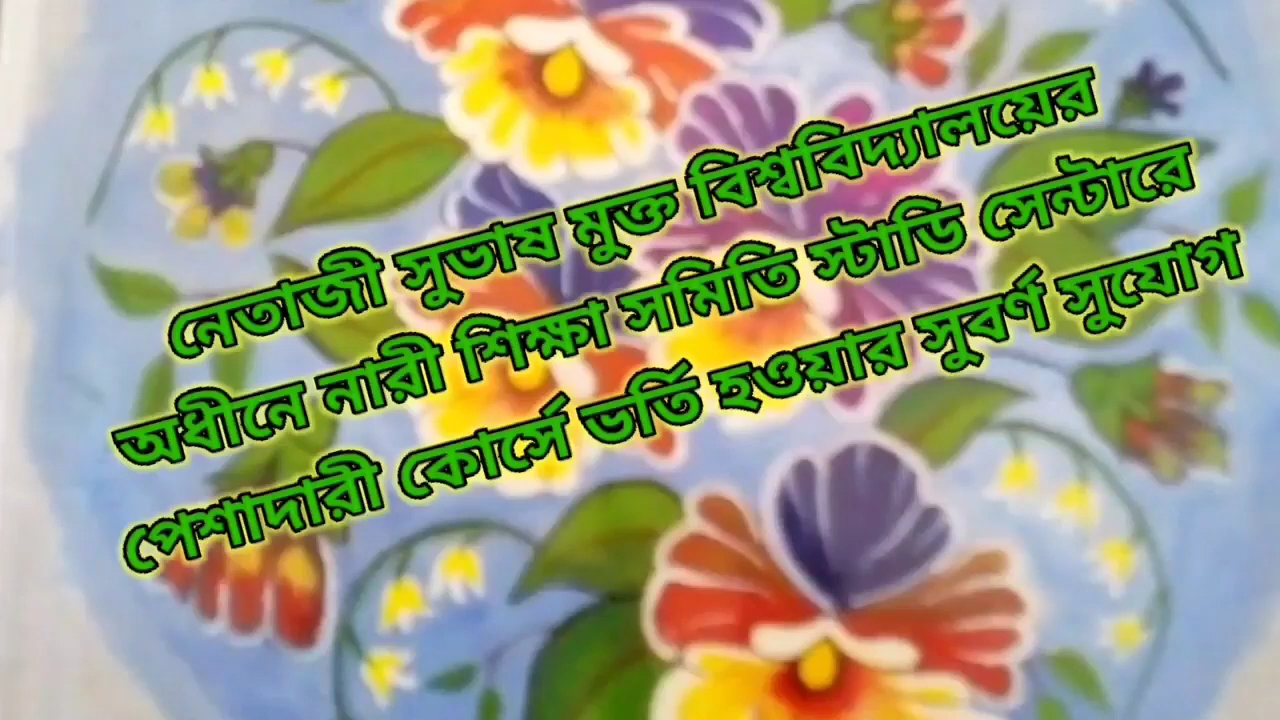 নেতাজী সুভাষ মুক্ত বিশ্ববিদ্যালয়ের
অধীনে নারী শিক্ষা সমিতি স্টাডি সেন্টারে
পেশাদারী কোর্সে ভর্তি হওয়ার সুবর্ণ সুযোগ